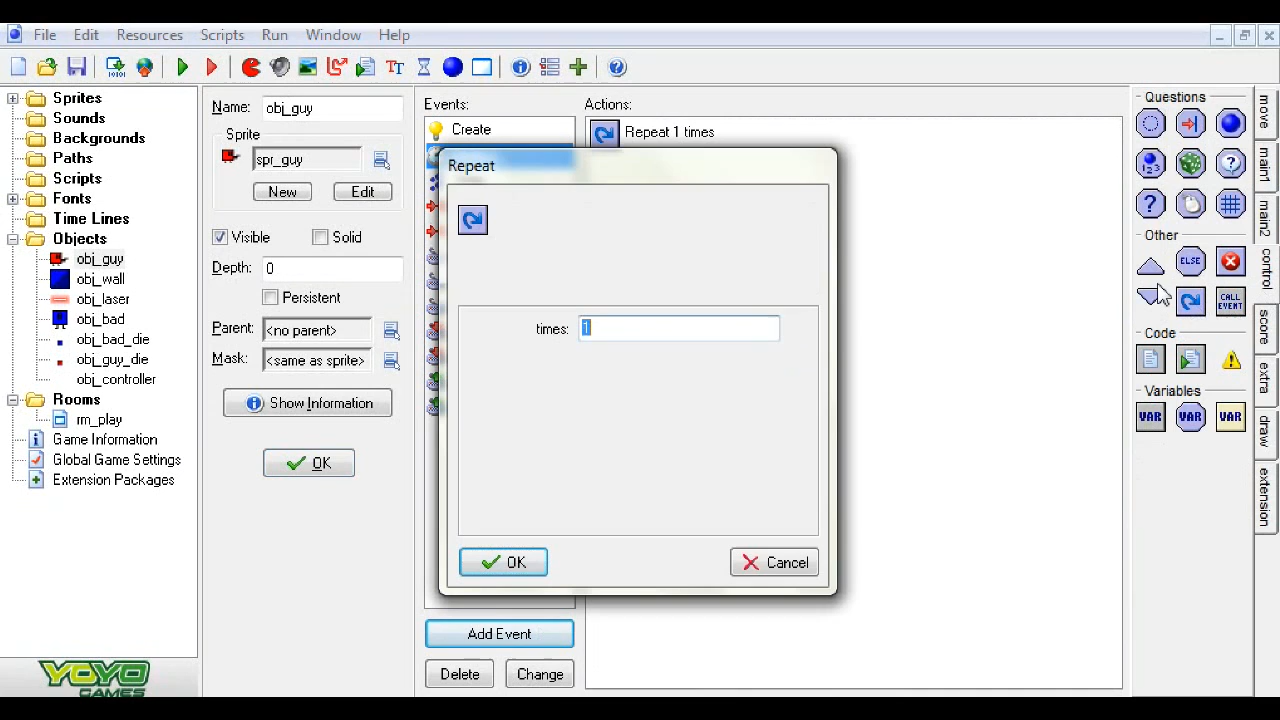 File Edit Resources Scripts Run Window Help
Sprites
Sounds
Backgrounds
Paths
Scripts
Fonts
Time Lines
Objects
obj_guy
obj_wall
obj_laser
obj_bad
obj_bad_die
obj_guy_die
obj_controller
Rooms
rm_play
Game Information
Global Game Settings
Extension Packages
YOYO
GAMES
Name: obj_guy
Sprite
spr_guy
New Edit
Visible Solid
Depth: 0
Persistent
Parent: <no parent>
Mask: <same as sprite>
Show Information
OK
Events:
Create
Add Event
Delete Change
Actions:
Repeat 1 times
Repeat
times: 1
OK Cancel
Questions
Other
ELSE
CALL
EVENT
Code
Variables
VAR VAR VAR
move
main1
main2
control
score
extra
draw
extension